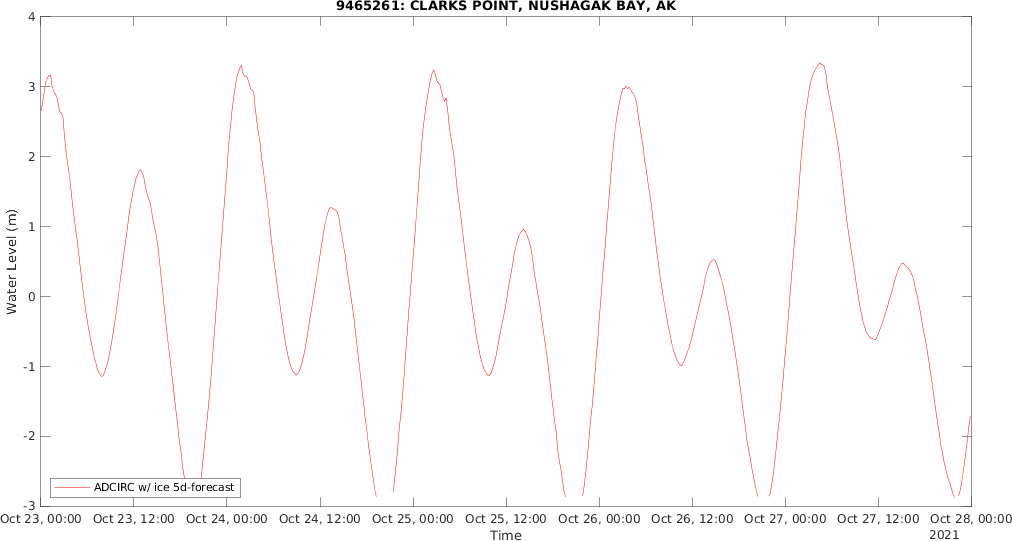 9465261: CLARKS POINT, NUSHAGAK BAY, AK
4
3
2
1
0
-1
-2
-3
Water Level (m)
ADCIRC w/ ice 5d-forecast
Oct 23, 00:00 Oct 23, 12:00 Oct 24, 00:00 Oct 24, 12:00 Oct 25, 00:00 Oct 25, 12:00 Oct 26, 00:00 Oct 26, 12:00 Oct 27, 00:00 Oct 27, 12:00 Oct 28, 00:00
Time
2021